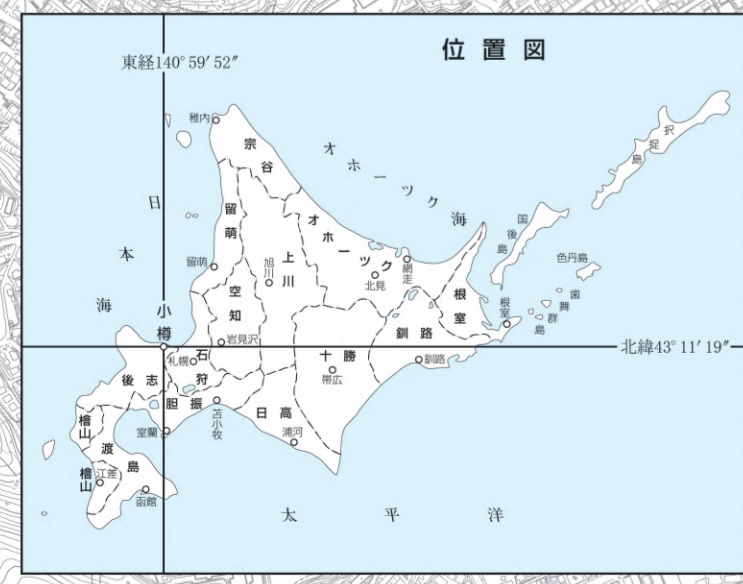 位置図
東経140°59′52″
稚内
宗谷
オホーツク海
択捉島
日本海
留萌
オホーツク
国後島
色丹島
歯舞群島
上川
旭川
網走
北見
留萌
空知
根室
根室
小樽
岩見沢
釧路
北緯43°11′19″
札幌
石狩
十勝
帯広
釧路
後志
胆振
苫小牧
日高
浦河
室蘭
檜山
渡島
檜山
江差
函館
太平洋